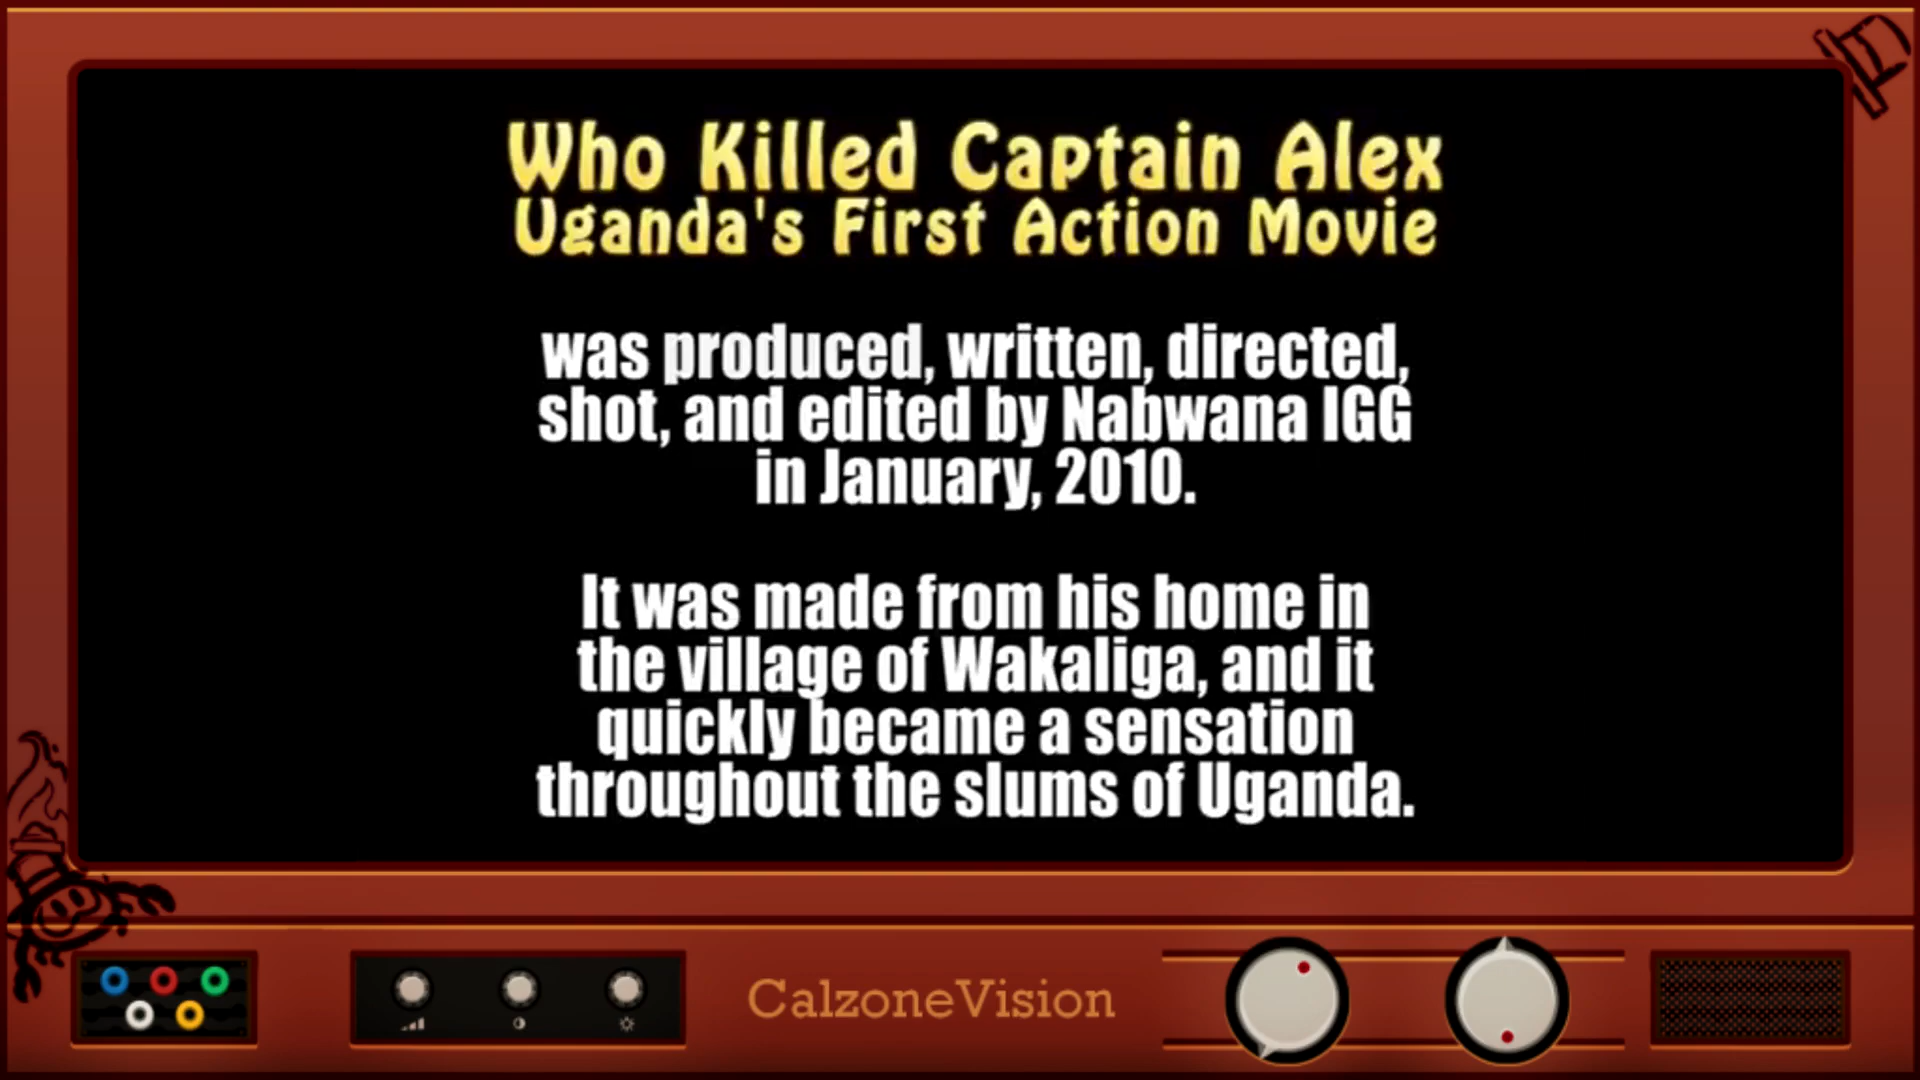 Who Killed Captain Alex
Uganda's First Action Movie
was produced, written, directed,
shot, and edited by Nabwana IGG
in January, 2010.
It was made from his home in
the village of Wakaliga, and it
quickly became a sensation
throughout the slums of Uganda.
CalzoneVision